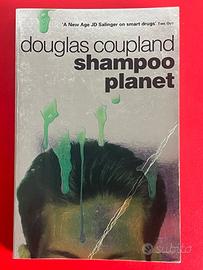 'A New Age JD Salinger on smart drugs' Time Out
douglas coupland
shampoo
planet
subito